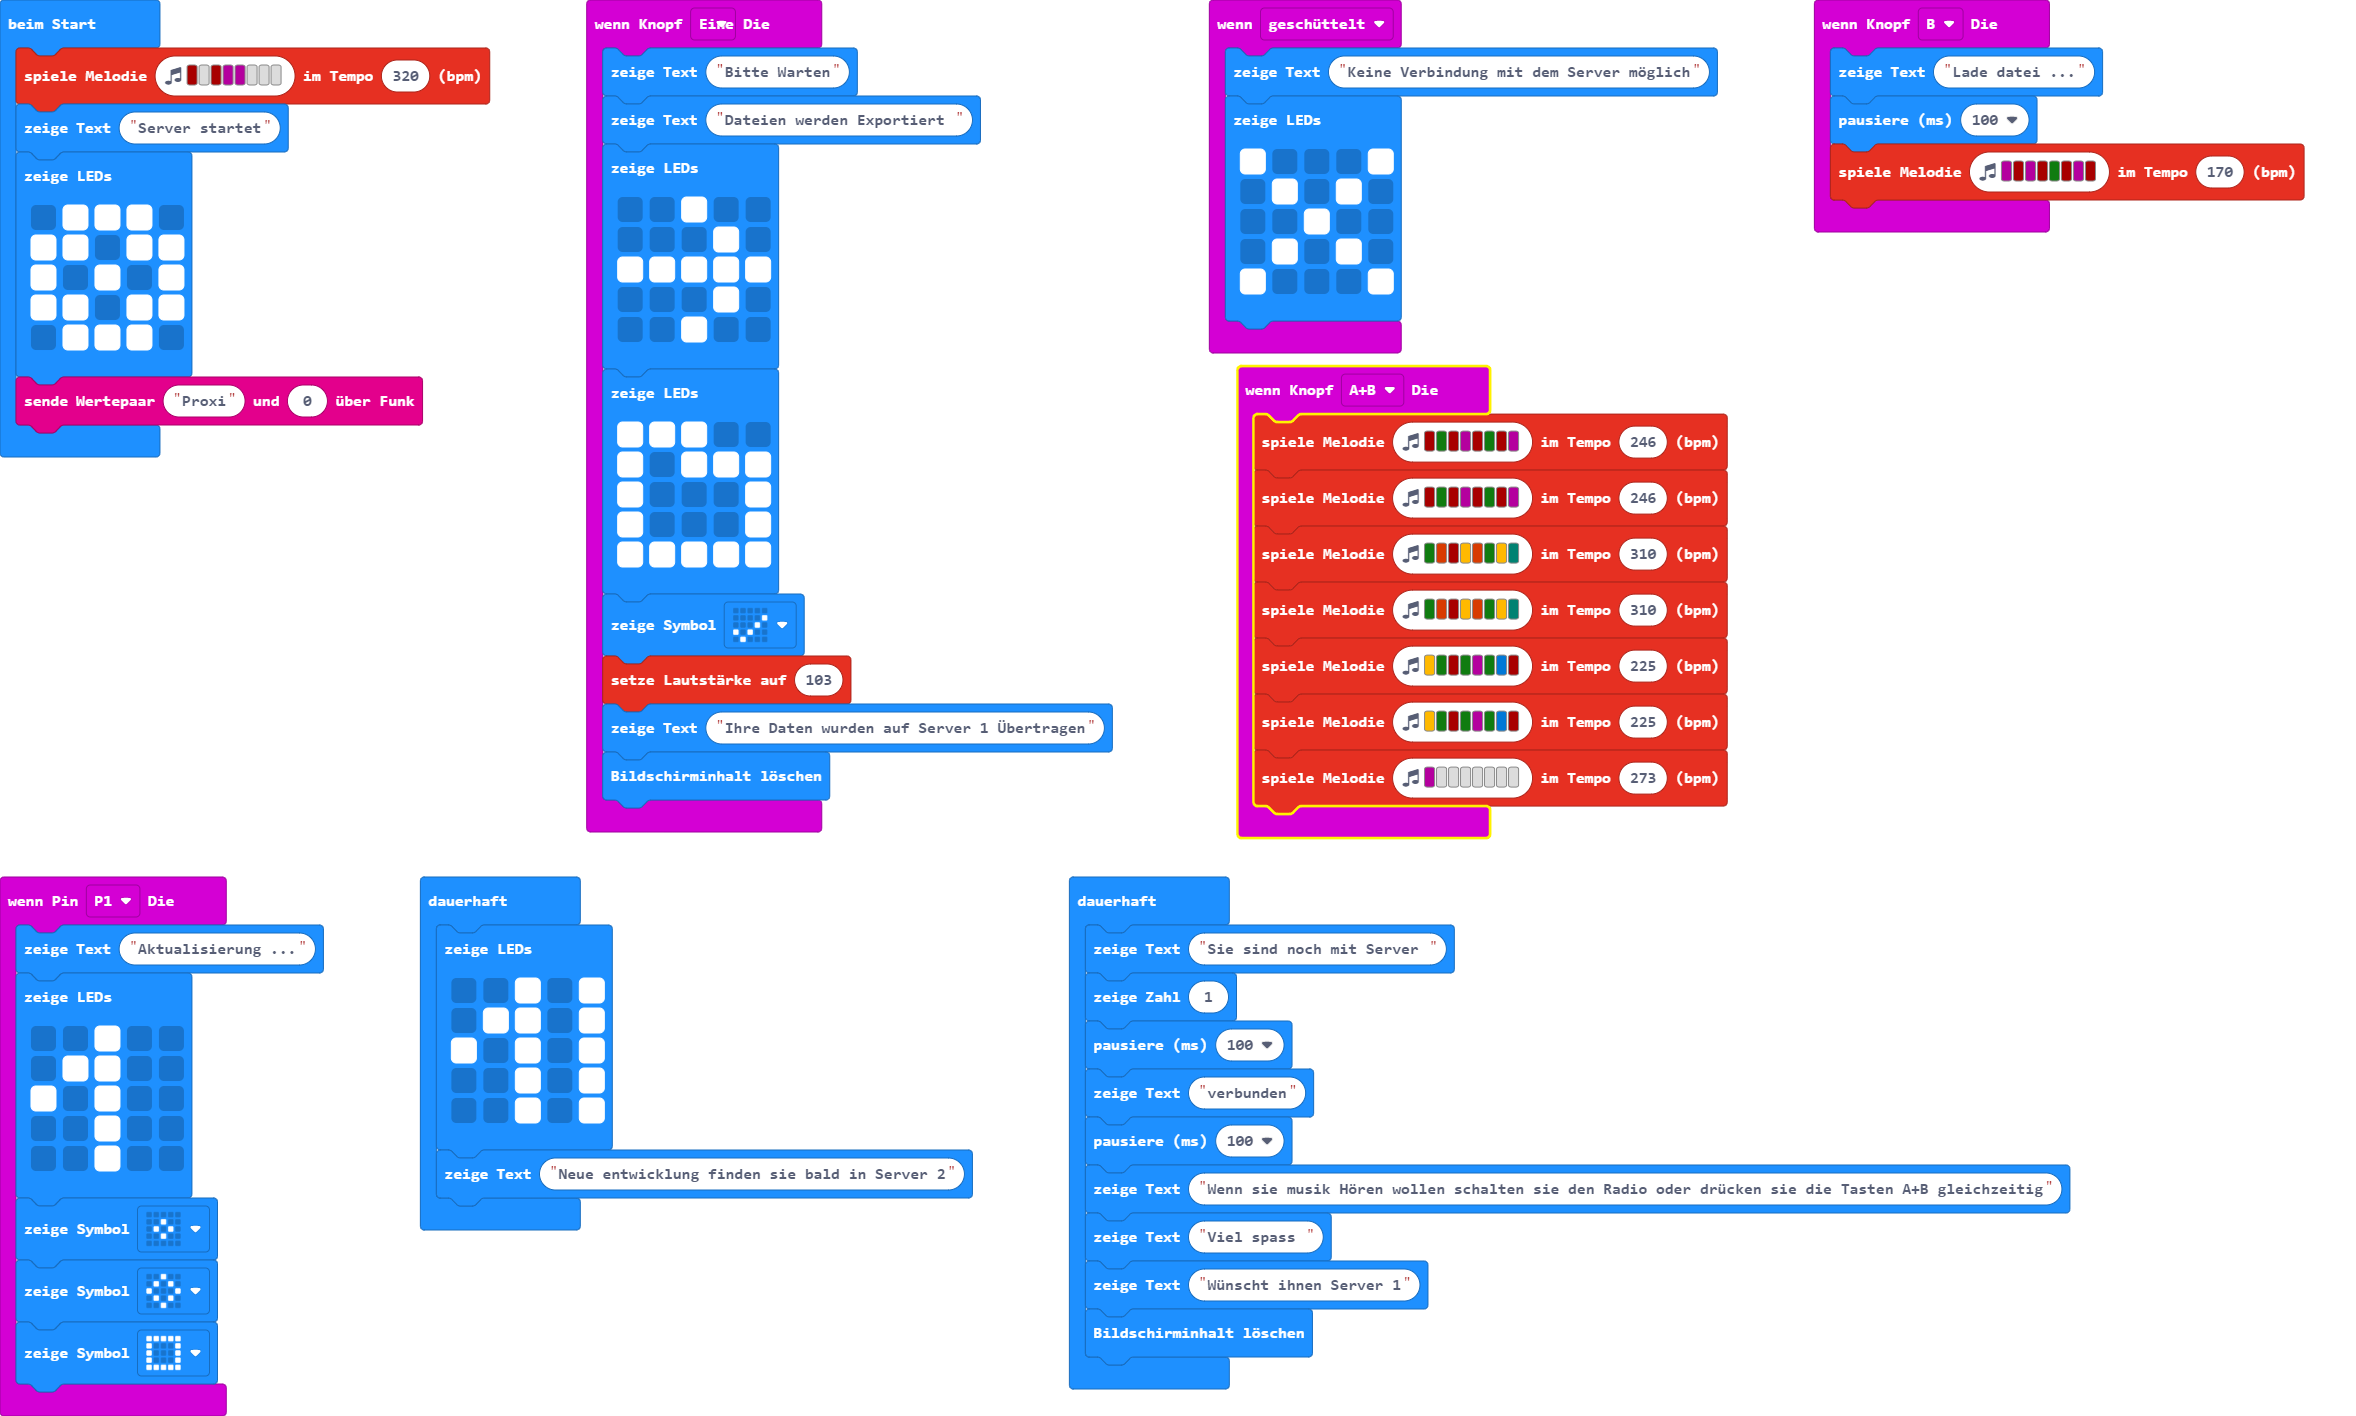 beim Start
spiele Melodie im Tempo 320 (bpm)
zeige Text "Server startet"
zeige LEDs
sende Wertepaar "Proxi" und 0 über Funk
wenn Knopf Eine Die
zeige Text "Bitte Warten"
zeige Text "Dateien werden Exportiert "
zeige LEDs
zeige LEDs
zeige Symbol
setze Lautstärke auf 103
zeige Text "Ihre Daten wurden auf Server 1 Übertragen"
Bildschirminhalt löschen
wenn geschüttelt
zeige Text "Keine Verbindung mit dem Server möglich"
zeige LEDs
wenn Knopf B Die
zeige Text "Lade datei ..."
pausiere (ms) 100
spiele Melodie im Tempo 170 (bpm)
wenn Knopf A+B Die
spiele Melodie im Tempo 246 (bpm)
spiele Melodie im Tempo 246 (bpm)
spiele Melodie im Tempo 310 (bpm)
spiele Melodie im Tempo 310 (bpm)
spiele Melodie im Tempo 225 (bpm)
spiele Melodie im Tempo 225 (bpm)
spiele Melodie im Tempo 273 (bpm)
wenn Pin P1 Die
zeige Text "Aktualisierung ..."
zeige LEDs
zeige Symbol
zeige Symbol
zeige Symbol
dauerhaft
zeige LEDs
zeige Text "Neue entwicklung finden sie bald in Server 2"
dauerhaft
zeige Text "Sie sind noch mit Server "
zeige Zahl 1
pausiere (ms) 100
zeige Text "verbunden"
pausiere (ms) 100
zeige Text "Wenn sie musik Hören wollen schalten sie den Radio oder drücken sie die Tasten A+B gleichzeitig"
zeige Text "Viel spass "
zeige Text "Wünscht ihnen Server 1"
Bildschirminhalt löschen